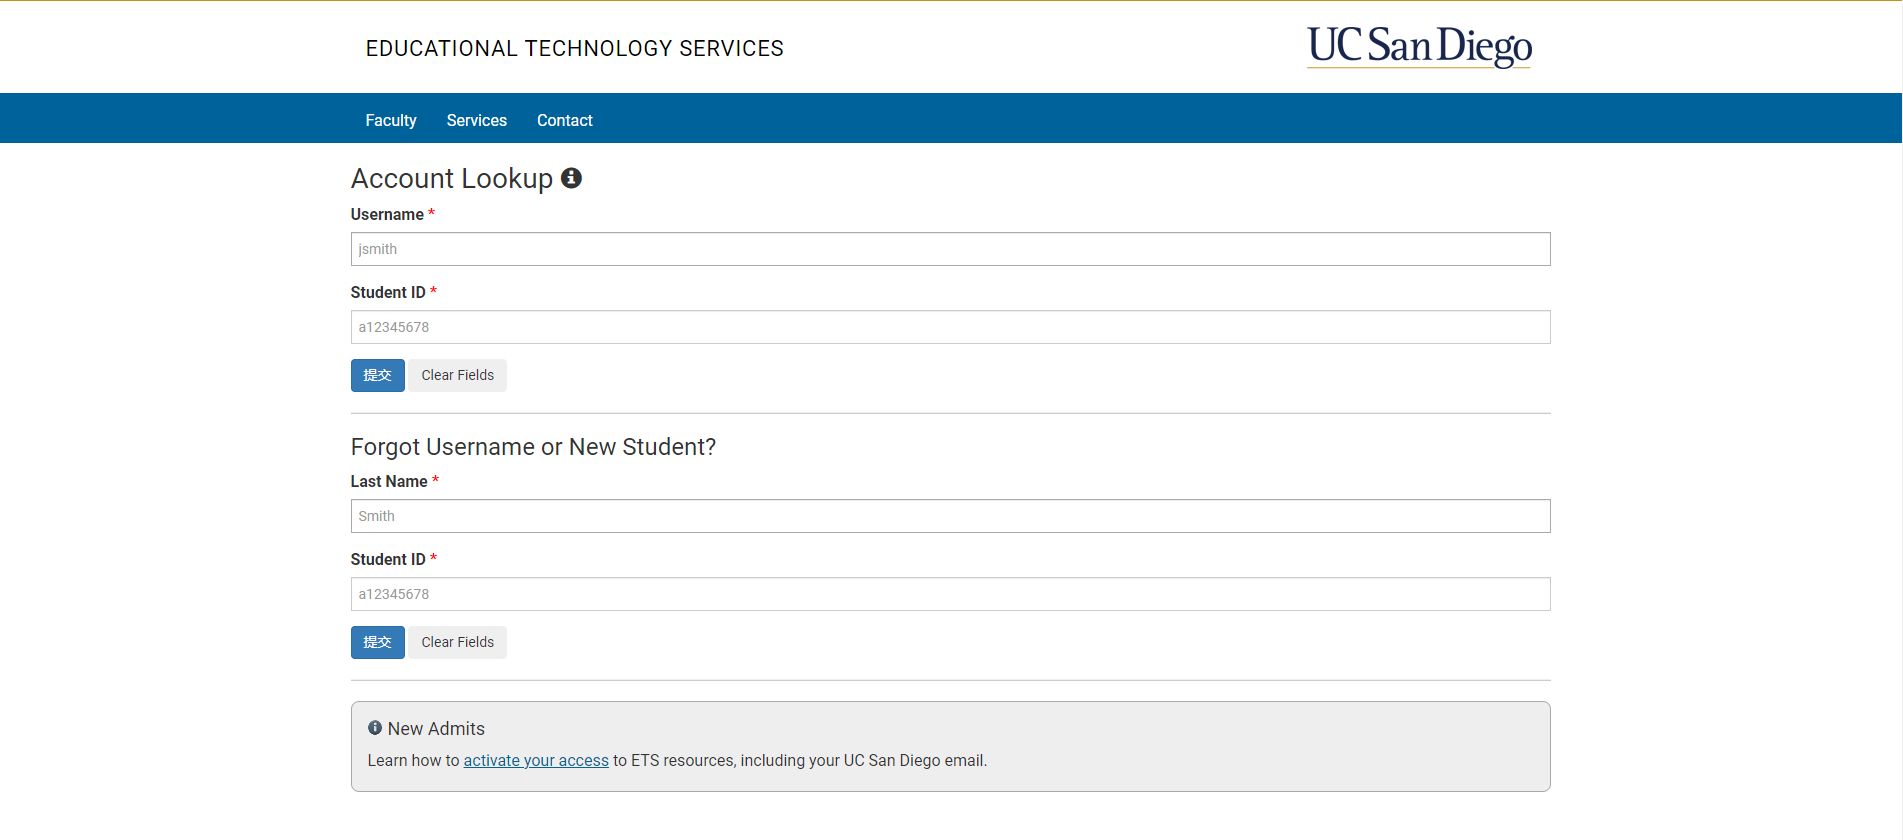 EDUCATIONAL TECHNOLOGY SERVICES
UC San Diego
Faculty Services Contact
Account Lookup
Username *
jsmith
Student ID *
a12345678
提交 Clear Fields
Forgot Username or New Student?
Last Name *
Smith
Student ID *
a12345678
提交 Clear Fields
New Admits
Learn how to activate your access to ETS resources, including your UC San Diego email.